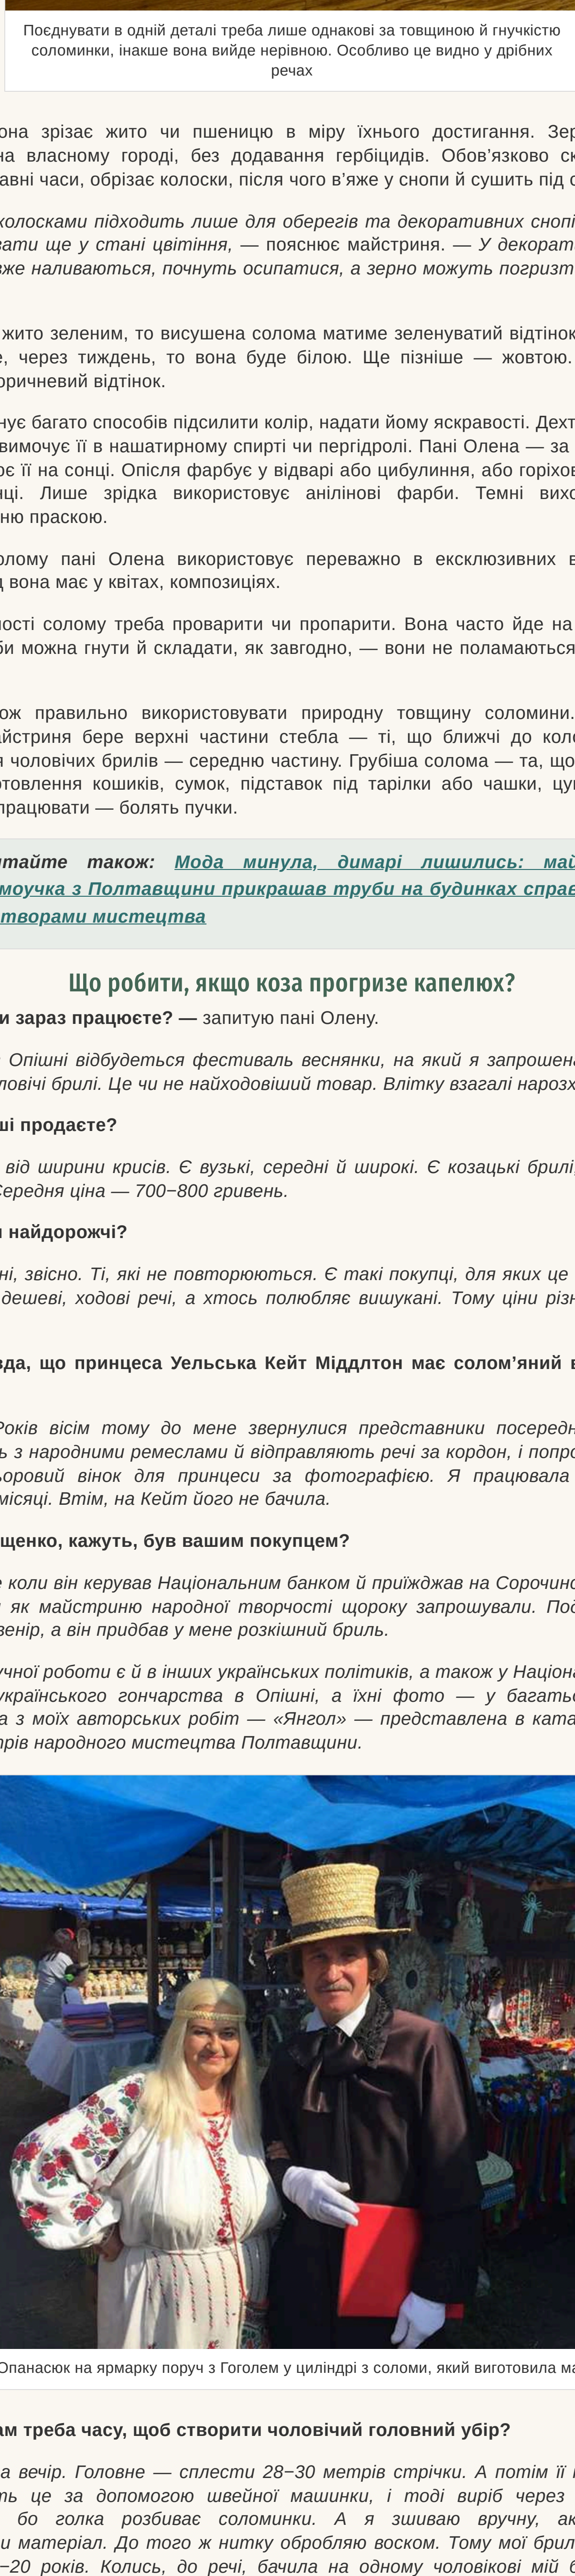 Поєднувати в одній деталі треба лише однакові за товщиною й гнучкістю
соломинки, інакше вона вийде нерівною. Особливо це видно у дрібних
речах
она зрізає жито чи пшеницю в міру їхнього достигання. Зер
на власному городі, без додавання гербіцидів. Обов’язково ск
авні часи, обрізає колоски, після чого в’яже у снопи й сушить під
колосками підходить лише для оберегів та декоративних снопі
вати ще у стані цвітіння, — пояснює майстриня. — У декорат
вже наливаються, почнуть осипатися, а зерно можуть погризт
жито зеленим, то висушена солома матиме зеленуватий відтінок
е, через тиждень, то вона буде білою. Ще пізніше — жовтою.
оричневий відтінок.
нує багато способів підсилити колір, надати йому яскравості. Дехт
вимочує її в нашатирному спирті чи пергідролі. Пані Олена — за
ює її на сонці. Опісля фарбує у відварі або цибулиння, або горіхов
нці. Лише зрідка використовує анілінові фарби. Темні вихо
ню праскою.
олому пані Олена використовує переважно в ексклюзивних в
д вона має у квітах, композиціях.
ності солому треба проварити чи пропарити. Вона часто йде на
би можна гнути й складати, як завгодно, — вони не поламаються
ож правильно використовувати природну товщину соломини.
айстриня бере верхні частини стебла — ті, що ближчі до коло
я чоловічих брилів — середню частину. Грубіша солома — та, що
отовлення кошиків, сумок, підставок під тарілки або чашки, цу
працювати — болять пучки.
итайте також: Мода минула, димарі лишились: май
моучка з Полтавщини прикрашав труби на будинках справ
творами мистецтва
Що робити, якщо коза прогризе капелюх?
и зараз працюєте? — запитую пані Олену.
Опішні відбудеться фестиваль веснянки, на який я запрошена
ловічі брилі. Це чи не найходовіший товар. Влітку взагалі нарозх
ші продаєте?
від ширини крисів. Є вузькі, середні й широкі. Є козацькі брилі,
Середня ціна — 700−800 гривень.
и найдорожчі?
ні, звісно. Ті, які не повторюються. Є такі покупці, для яких це
дешеві, ходові речі, а хтось полюбляє вишукані. Тому ціни різн
вда, що принцеса Уельська Кейт Міддлтон має солом’яний в
Років вісім тому до мене звернулися представники посередн
ь з народними ремеслами й відправляють речі за кордон, і попро
ьоровий вінок для принцеси за фотографією. Я працювала
місяці. Втім, на Кейт його не бачила.
щенко, кажуть, був вашим покупцем?
е коли він керував Національним банком й приїжджав на Сорочинс
и як майстриню народної творчості щороку запрошували. Под
венір, а він придбав у мене розкішний бриль.
учної роботи є й в інших українських політиків, а також у Націона
українського гончарства в Опішні, а їхні фото — у багатьо
а з моїх авторських робіт — «Янгол» — представлена в ката
трів народного мистецтва Полтавщини.
Опанасюк на ярмарку поруч з Гоголем у циліндрі з соломи, який виготовила ма
ам треба часу, щоб створити чоловічий головний убір?
а вечір. Головне — сплести 28−30 метрів стрічки. А потім її
ть це за допомогою швейної машинки, і тоді виріб через
бо голка розбиває соломинки. А я зшиваю вручну, ак
и матеріал. До того ж нитку обробляю воском. Тому мої брил
−20 років. Колись, до речі, бачила на одному чоловікові мій б